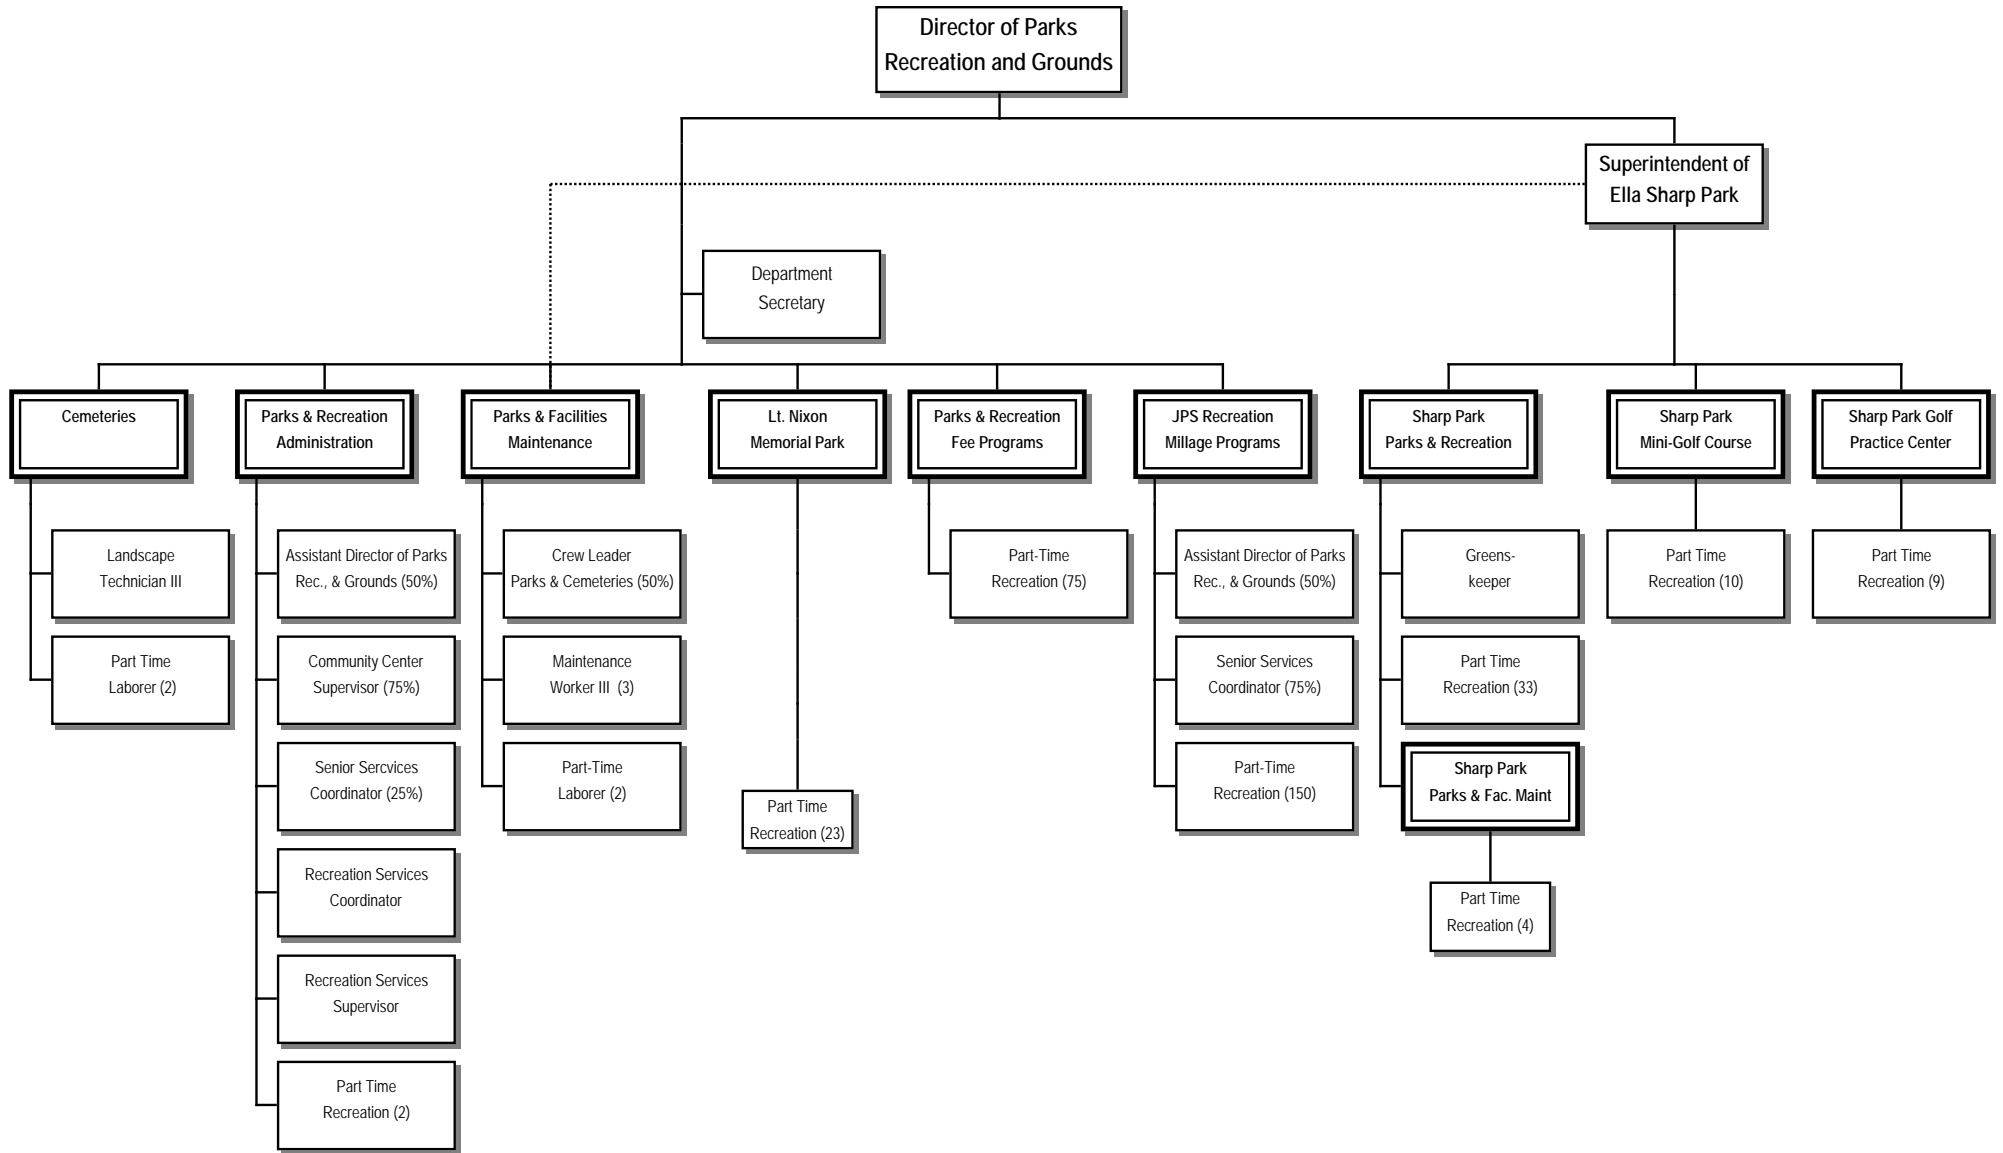 Director of Parks
Recreation and Grounds
Superintendent of
Ella Sharp Park
Department
Secretary
Cemeteries
Parks & Recreation
Administration
Parks & Facilities
Maintenance
Lt. Nixon
Memorial Park
Parks & Recreation
Fee Programs
JPS Recreation
Millage Programs
Sharp Park
Parks & Recreation
Sharp Park
Mini-Golf Course
Sharp Park Golf
Practice Center
Landscape
Technician III
Part Time
Laborer (2)
Assistant Director of Parks
Rec., & Grounds (50%)
Community Center
Supervisor (75%)
Senior Sercvices
Coordinator (25%)
Recreation Services
Coordinator
Recreation Services
Supervisor
Part Time
Recreation (2)
Crew Leader
Parks & Cemeteries (50%)
Maintenance
Worker III (3)
Part-Time
Laborer (2)
Part Time
Recreation (23)
Part-Time
Recreation (75)
Assistant Director of Parks
Rec., & Grounds (50%)
Senior Services
Coordinator (75%)
Part-Time
Recreation (150)
Greens-
keeper
Part Time
Recreation (33)
Sharp Park
Parks & Fac. Maint
Part Time
Recreation (4)
Part Time
Recreation (10)
Part Time
Recreation (9)